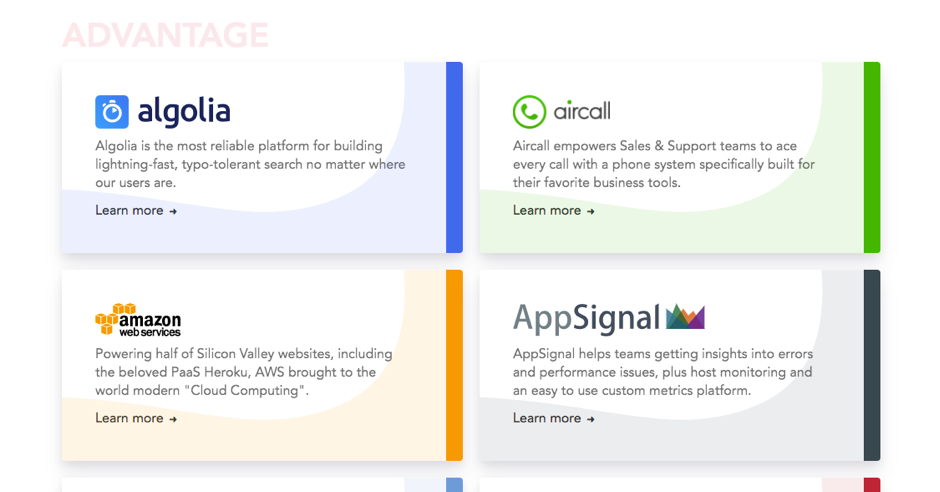 ADVANTAGE
algolia
Algolia is the most reliable platform for building
lightning-fast, typo-tolerant search no matter where
our users are.
Learn more →
aircall
Aircall empowers Sales & Support teams to ace
every call with a phone system specifically built for
their favorite business tools.
Learn more →
amazon
web services
Powering half of Silicon Valley websites, including
the beloved PaaS Heroku, AWS brought to the
world modern "Cloud Computing".
Learn more →
AppSignal
AppSignal helps teams getting insights into errors
and performance issues, plus host monitoring and
an easy to use custom metrics platform.
Learn more →